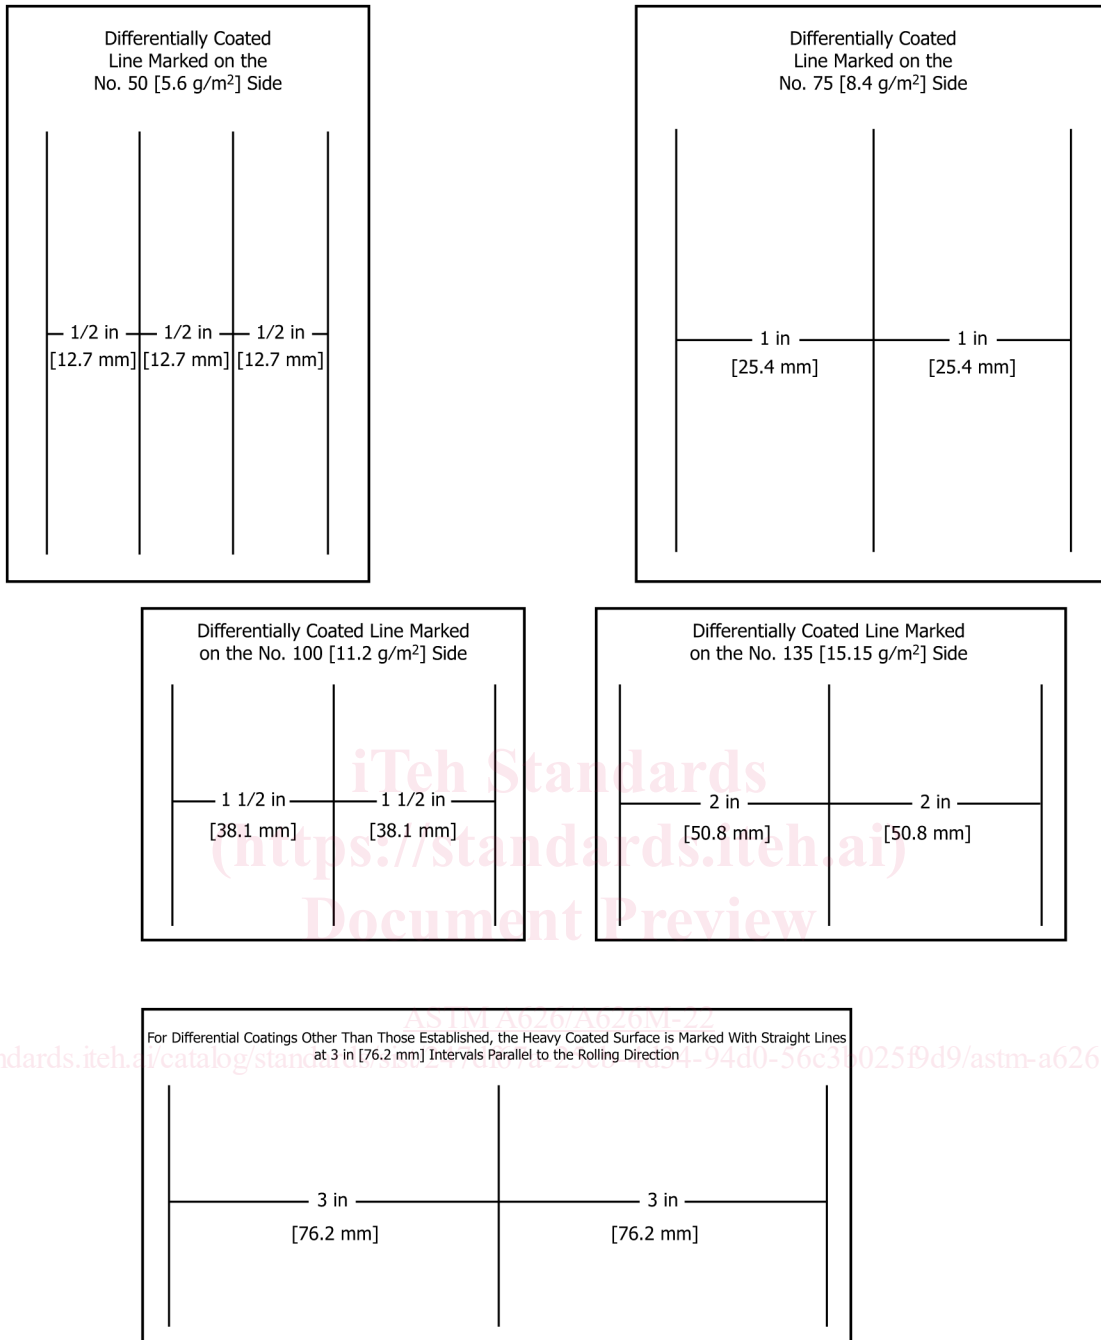 Differentially Coated
Line Marked on the
No. 50 [5.6 g/m²] Side
1/2 in 1/2 in 1/2 in
[12.7 mm] [12.7 mm] [12.7 mm]
Differentially Coated
Line Marked on the
No. 75 [8.4 g/m²] Side
1 in 1 in
[25.4 mm] [25.4 mm]
Differentially Coated Line Marked
on the No. 100 [11.2 g/m²] Side
1 1/2 in 1 1/2 in
[38.1 mm] [38.1 mm]
Differentially Coated Line Marked
on the No. 135 [15.15 g/m²] Side
2 in 2 in
[50.8 mm] [50.8 mm]
iTeh Standards
(https://standards.iteh.ai)
Document Preview
ASTM A626/A626M-22
For Differential Coatings Other Than Those Established, the Heavy Coated Surface is Marked With Straight Lines
at 3 in [76.2 mm] Intervals Parallel to the Rolling Direction
3 in 3 in
[76.2 mm] [76.2 mm]